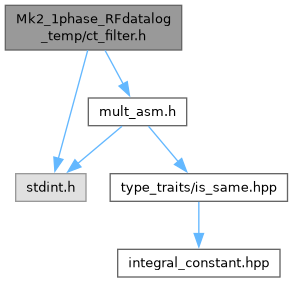 Mk2_1phase_RFdatalog
_temp/ct_filter.h
mult_asm.h
stdint.h
type_traits/is_same.hpp
integral_constant.hpp